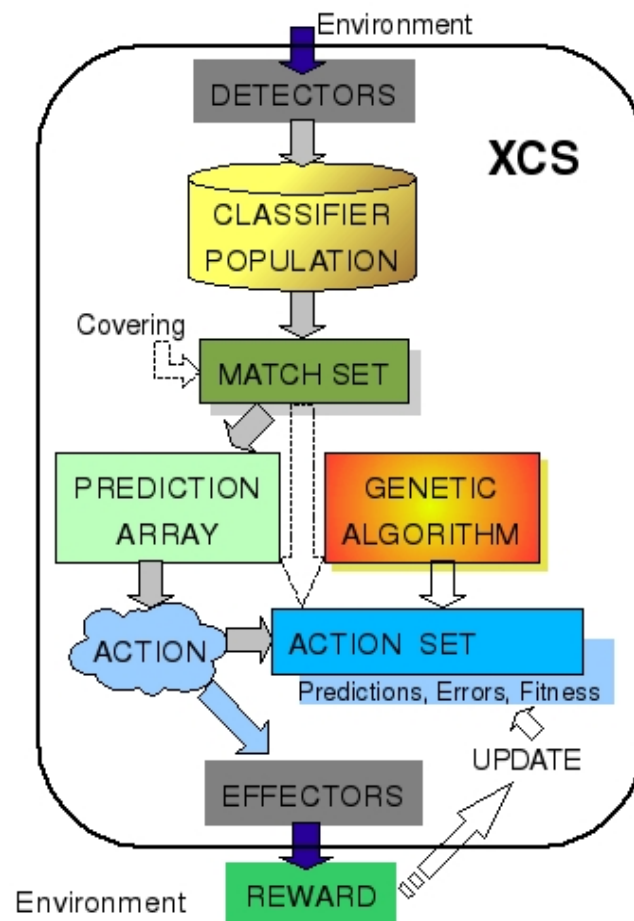 Environment
DETECTORS
XCS
CLASSIFIER
POPULATION
Covering
MATCH SET
PREDICTION
ARRAY
GENETIC
ALGORITHM
ACTION
ACTION SET
Predictions, Errors, Fitness
UPDATE
EFFECTORS
Environment
REWARD